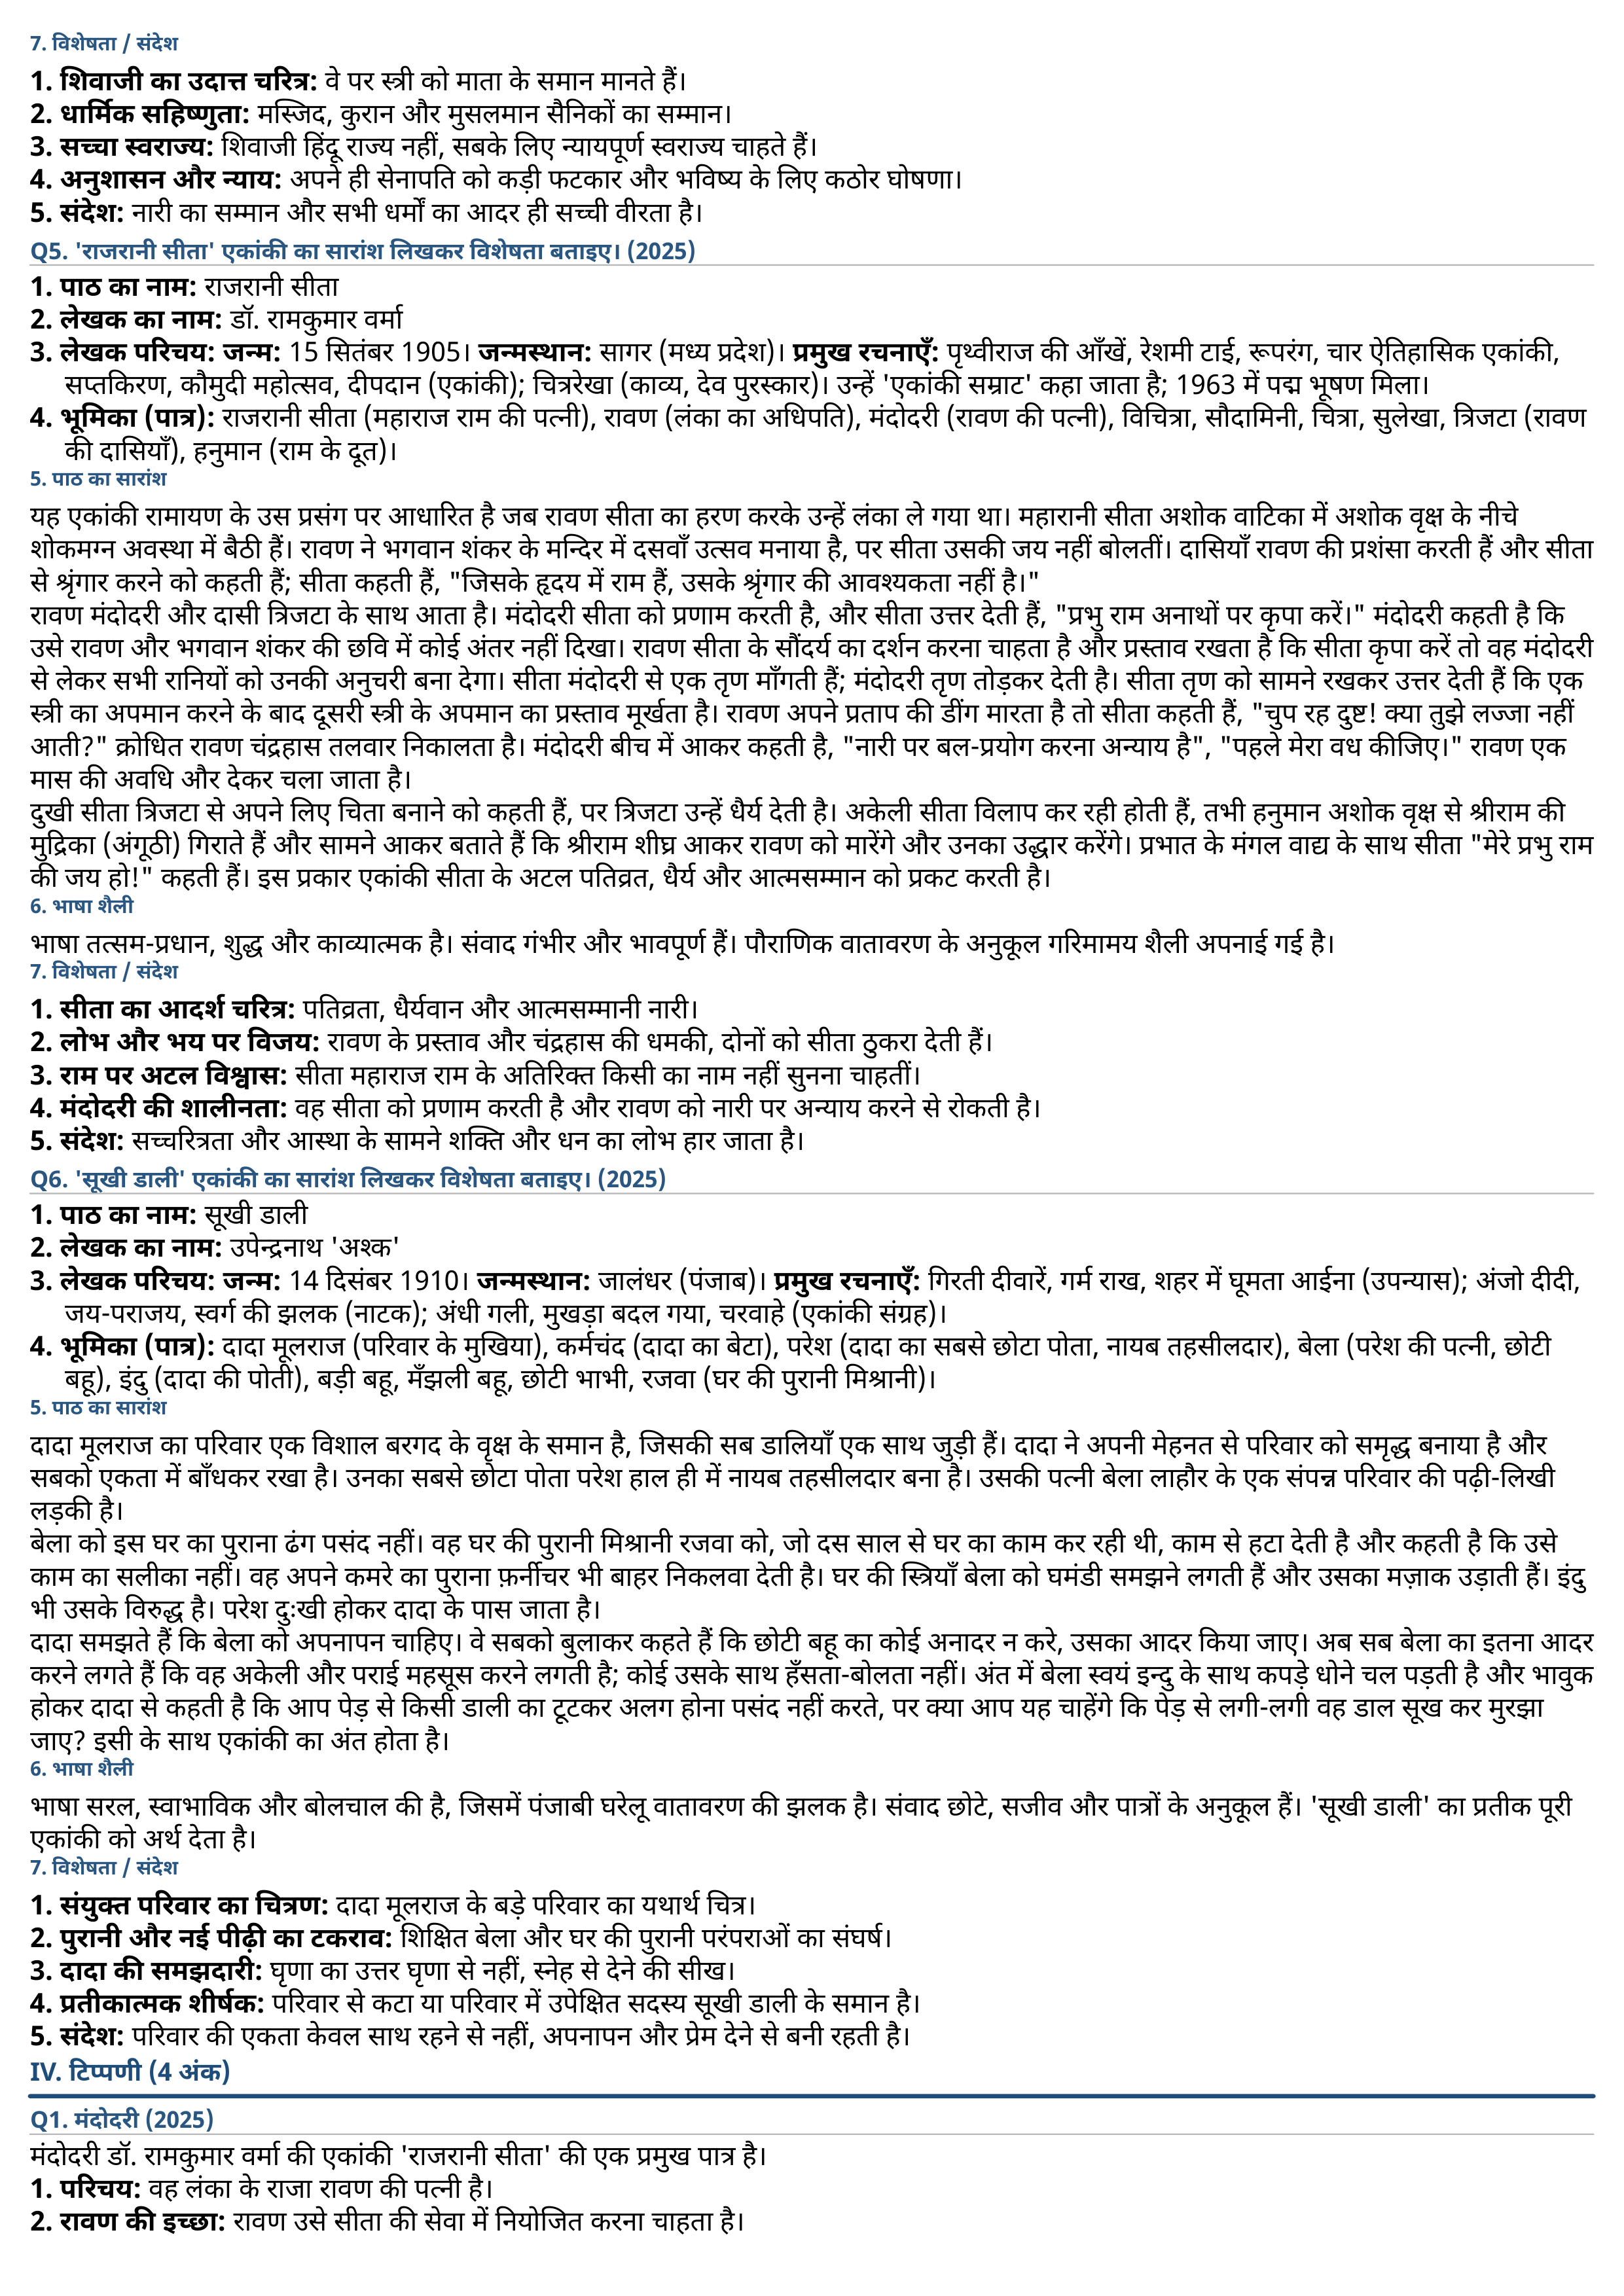 7. विशेषता / संदेश
1. शिवाजी का उदात्त चरित्र: वे पर स्त्री को माता के समान मानते हैं।
2. धार्मिक सहिष्णुता: मस्जिद, कुरान और मुसलमान सैनिकों का सम्मान।
3. सच्चा स्वराज्य: शिवाजी हिंदू राज्य नहीं, सबके लिए न्यायपूर्ण स्वराज्य चाहते हैं।
4. अनुशासन और न्याय: अपने ही सेनापति को कड़ी फटकार और भविष्य के लिए कठोर घोषणा।
5. संदेश: नारी का सम्मान और सभी धर्मों का आदर ही सच्ची वीरता है।
Q5. 'राजरानी सीता' एकांकी का सारांश लिखकर विशेषता बताइए। (2025)
1. पाठ का नाम: राजरानी सीता
2. लेखक का नाम: डॉ. रामकुमार वर्मा
3. लेखक परिचय: जन्म: 15 सितंबर 1905। जन्मस्थान: सागर (मध्य प्रदेश)। प्रमुख रचनाएँ: पृथ्वीराज की आँखें, रेशमी टाई, रूपरंग, चार ऐतिहासिक एकांकी,
सप्तकिरण, कौमुदी महोत्सव, दीपदान (एकांकी); चित्ररेखा (काव्य, देव पुरस्कार)। उन्हें 'एकांकी सम्राट' कहा जाता है; 1963 में पद्म भूषण मिला।
4. भूमिका (पात्र): राजरानी सीता (महाराज राम की पत्नी), रावण (लंका का अधिपति), मंदोदरी (रावण की पत्नी), विचित्रा, सौदामिनी, चित्रा, सुलेखा, त्रिजटा (रावण
की दासियाँ), हनुमान (राम के दूत)।
5. पाठ का सारांश
यह एकांकी रामायण के उस प्रसंग पर आधारित है जब रावण सीता का हरण करके उन्हें लंका ले गया था। महारानी सीता अशोक वाटिका में अशोक वृक्ष के नीचे
शोकमग्न अवस्था में बैठी हैं। रावण ने भगवान शंकर के मन्दिर में दसवाँ उत्सव मनाया है, पर सीता उसकी जय नहीं बोलतीं। दासियाँ रावण की प्रशंसा करती हैं और सीता
से श्रृंगार करने को कहती हैं; सीता कहती हैं, "जिसके हृदय में राम हैं, उसके श्रृंगार की आवश्यकता नहीं है।"
रावण मंदोदरी और दासी त्रिजटा के साथ आता है। मंदोदरी सीता को प्रणाम करती है, और सीता उत्तर देती हैं, "प्रभु राम अनाथों पर कृपा करें।" मंदोदरी कहती है कि
उसे रावण और भगवान शंकर की छवि में कोई अंतर नहीं दिखा। रावण सीता के सौंदर्य का दर्शन करना चाहता है और प्रस्ताव रखता है कि सीता कृपा करें तो वह मंदोदरी
से लेकर सभी रानियों को उनकी अनुचरी बना देगा। सीता मंदोदरी से एक तृण माँगती हैं; मंदोदरी तृण तोड़कर देती है। सीता तृण को सामने रखकर उत्तर देती हैं कि एक
स्त्री का अपमान करने के बाद दूसरी स्त्री के अपमान का प्रस्ताव मूर्खता है। रावण अपने प्रताप की डींग मारता है तो सीता कहती हैं, "चुप रह दुष्ट! क्या तुझे लज्जा नहीं
आती?" क्रोधित रावण चंद्रहास तलवार निकालता है। मंदोदरी बीच में आकर कहती है, "नारी पर बल-प्रयोग करना अन्याय है", "पहले मेरा वध कीजिए।" रावण एक
मास की अवधि और देकर चला जाता है।
दुखी सीता त्रिजटा से अपने लिए चिता बनाने को कहती हैं, पर त्रिजटा उन्हें धैर्य देती है। अकेली सीता विलाप कर रही होती हैं, तभी हनुमान अशोक वृक्ष से श्रीराम की
मुद्रिका (अंगूठी) गिराते हैं और सामने आकर बताते हैं कि श्रीराम शीघ्र आकर रावण को मारेंगे और उनका उद्धार करेंगे। प्रभात के मंगल वाद्य के साथ सीता "मेरे प्रभु राम
की जय हो!" कहती हैं। इस प्रकार एकांकी सीता के अटल पतिव्रत, धैर्य और आत्मसम्मान को प्रकट करती है।
6. भाषा शैली
भाषा तत्सम-प्रधान, शुद्ध और काव्यात्मक है। संवाद गंभीर और भावपूर्ण हैं। पौराणिक वातावरण के अनुकूल गरिमामय शैली अपनाई गई है।
7. विशेषता / संदेश
1. सीता का आदर्श चरित्र: पतिव्रता, धैर्यवान और आत्मसम्मानी नारी।
2. लोभ और भय पर विजय: रावण के प्रस्ताव और चंद्रहास की धमकी, दोनों को सीता ठुकरा देती हैं।
3. राम पर अटल विश्वास: सीता महाराज राम के अतिरिक्त किसी का नाम नहीं सुनना चाहतीं।
4. मंदोदरी की शालीनता: वह सीता को प्रणाम करती है और रावण को नारी पर अन्याय करने से रोकती है।
5. संदेश: सच्चरित्रता और आस्था के सामने शक्ति और धन का लोभ हार जाता है।
Q6. 'सूखी डाली' एकांकी का सारांश लिखकर विशेषता बताइए। (2025)
1. पाठ का नाम: सूखी डाली
2. लेखक का नाम: उपेन्द्रनाथ 'अश्क'
3. लेखक परिचय: जन्म: 14 दिसंबर 1910। जन्मस्थान: जालंधर (पंजाब)। प्रमुख रचनाएँ: गिरती दीवारें, गर्म राख, शहर में घूमता आईना (उपन्यास); अंजो दीदी,
जय-पराजय, स्वर्ग की झलक (नाटक); अंधी गली, मुखड़ा बदल गया, चरवाहे (एकांकी संग्रह)।
4. भूमिका (पात्र): दादा मूलराज (परिवार के मुखिया), कर्मचंद (दादा का बेटा), परेश (दादा का सबसे छोटा पोता, नायब तहसीलदार), बेला (परेश की पत्नी, छोटी
बहू), इंदु (दादा की पोती), बड़ी बहू, मँझली बहू, छोटी भाभी, रजवा (घर की पुरानी मिश्रानी)।
5. पाठ का सारांश
दादा मूलराज का परिवार एक विशाल बरगद के वृक्ष के समान है, जिसकी सब डालियाँ एक साथ जुड़ी हैं। दादा ने अपनी मेहनत से परिवार को समृद्ध बनाया है और
सबको एकता में बाँधकर रखा है। उनका सबसे छोटा पोता परेश हाल ही में नायब तहसीलदार बना है। उसकी पत्नी बेला लाहौर के एक संपन्न परिवार की पढ़ी-लिखी
लड़की है।
बेला को इस घर का पुराना ढंग पसंद नहीं। वह घर की पुरानी मिश्रानी रजवा को, जो दस साल से घर का काम कर रही थी, काम से हटा देती है और कहती है कि उसे
काम का सलीका नहीं। वह अपने कमरे का पुराना फ़र्नीचर भी बाहर निकलवा देती है। घर की स्त्रियाँ बेला को घमंडी समझने लगती हैं और उसका मज़ाक उड़ाती हैं। इंदु
भी उसके विरुद्ध है। परेश दुःखी होकर दादा के पास जाता है।
दादा समझते हैं कि बेला को अपनापन चाहिए। वे सबको बुलाकर कहते हैं कि छोटी बहू का कोई अनादर न करे, उसका आदर किया जाए। अब सब बेला का इतना आदर
करने लगते हैं कि वह अकेली और पराई महसूस करने लगती है; कोई उसके साथ हँसता-बोलता नहीं। अंत में बेला स्वयं इन्दु के साथ कपड़े धोने चल पड़ती है और भावुक
होकर दादा से कहती है कि आप पेड़ से किसी डाली का टूटकर अलग होना पसंद नहीं करते, पर क्या आप यह चाहेंगे कि पेड़ से लगी-लगी वह डाल सूख कर मुरझा
जाए? इसी के साथ एकांकी का अंत होता है।
6. भाषा शैली
भाषा सरल, स्वाभाविक और बोलचाल की है, जिसमें पंजाबी घरेलू वातावरण की झलक है। संवाद छोटे, सजीव और पात्रों के अनुकूल हैं। 'सूखी डाली' का प्रतीक पूरी
एकांकी को अर्थ देता है।
7. विशेषता / संदेश
1. संयुक्त परिवार का चित्रण: दादा मूलराज के बड़े परिवार का यथार्थ चित्र।
2. पुरानी और नई पीढ़ी का टकराव: शिक्षित बेला और घर की पुरानी परंपराओं का संघर्ष।
3. दादा की समझदारी: घृणा का उत्तर घृणा से नहीं, स्नेह से देने की सीख।
4. प्रतीकात्मक शीर्षक: परिवार से कटा या परिवार में उपेक्षित सदस्य सूखी डाली के समान है।
5. संदेश: परिवार की एकता केवल साथ रहने से नहीं, अपनापन और प्रेम देने से बनी रहती है।
IV. टिप्पणी (4 अंक)
Q1. मंदोदरी (2025)
मंदोदरी डॉ. रामकुमार वर्मा की एकांकी 'राजरानी सीता' की एक प्रमुख पात्र है।
1. परिचय: वह लंका के राजा रावण की पत्नी है।
2. रावण की इच्छा: रावण उसे सीता की सेवा में नियोजित करना चाहता है।